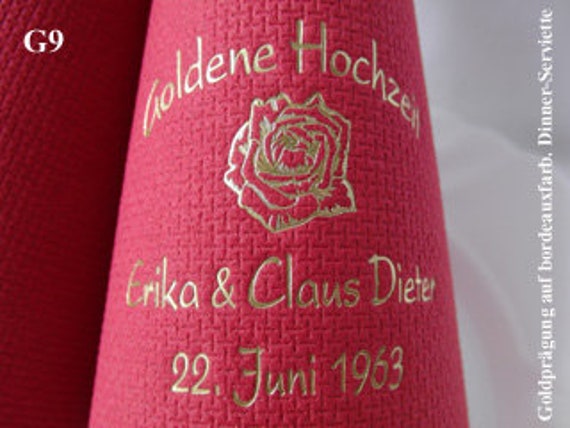 G9
Goldene Hochzeit
Erika & Claus Dieter
22. Juni 1963
Goldprägung auf bordeauxfarb. Dinner-Serviette